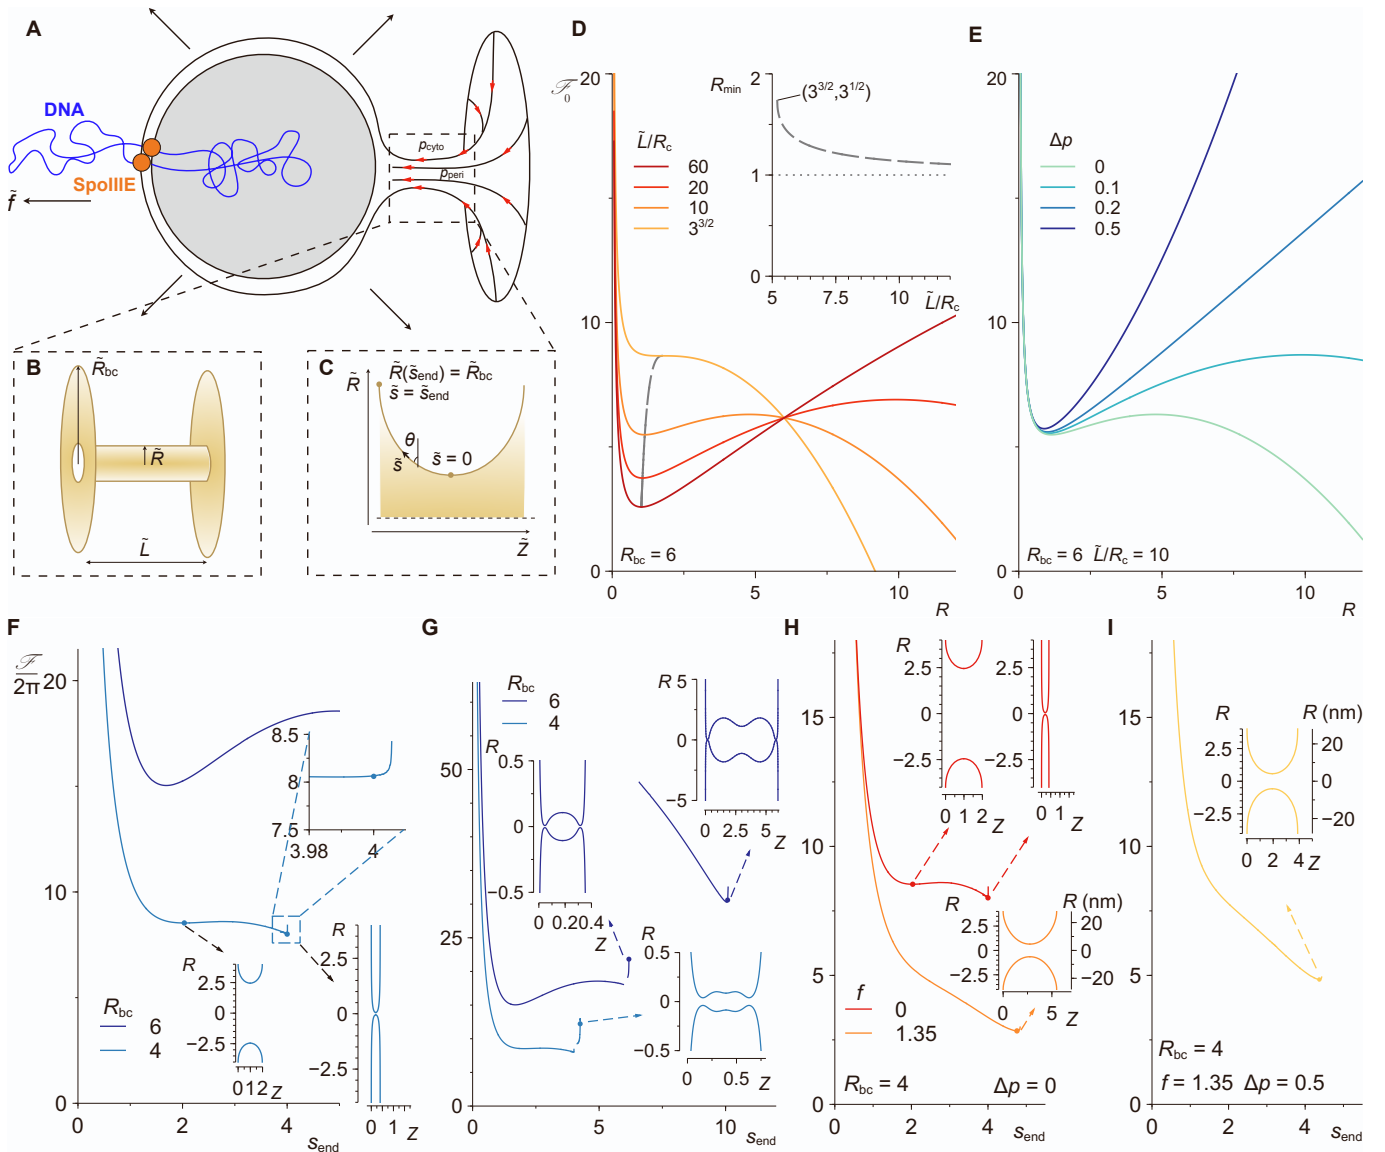 A
DNA
SpoIIIE
f̃
p_cyto
p_peri
B
R̃_bc
R̃
L̃
C
R̃
R̃(s̃_end) = R̃_bc
s̃ = s̃_end
θ
s̃
s̃ = 0
Z̃
D
ℱ_0
20
10
0
L̃/R_c
60
20
10
3^{3/2}
R_min
2
1
0
(3^{3/2},3^{1/2})
5
7.5
10
L̃/R_c
R_bc = 6
0
5
10
R
E
20
10
0
Δp
0
0.1
0.2
0.5
R_bc = 6 L̃/R_c = 10
0
5
10
R
F
ℱ
2π
20
10
0
8.5
8
7.5
3.98
4
R_bc
6
4
R
2.5
0
−2.5
012
Z
2.5
0
−2.5
0 1
Z
0
2
4
s_end
G
R_bc
6
4
50
25
0
R
0.5
0
−0.5
0
0.20.4
Z
R 5
0
−5
0
2.5
5
Z
R
0.5
0
−0.5
0
0.5
Z
0
5
10
s_end
H
15
10
5
0
R
2.5
0
−2.5
0 1 2
Z
2.5
0
−2.5
1
Z
R
R (nm)
2.5
0
−2.5
20
0
−20
0
5
Z
f
0
1.35
R_bc = 4
Δp = 0
0
2
4
s_end
I
15
10
5
0
R
R (nm)
2.5
0
−2.5
20
0
−20
0
2
4
Z
R_bc = 4
f = 1.35 Δp = 0.5
0
2
4
s_end